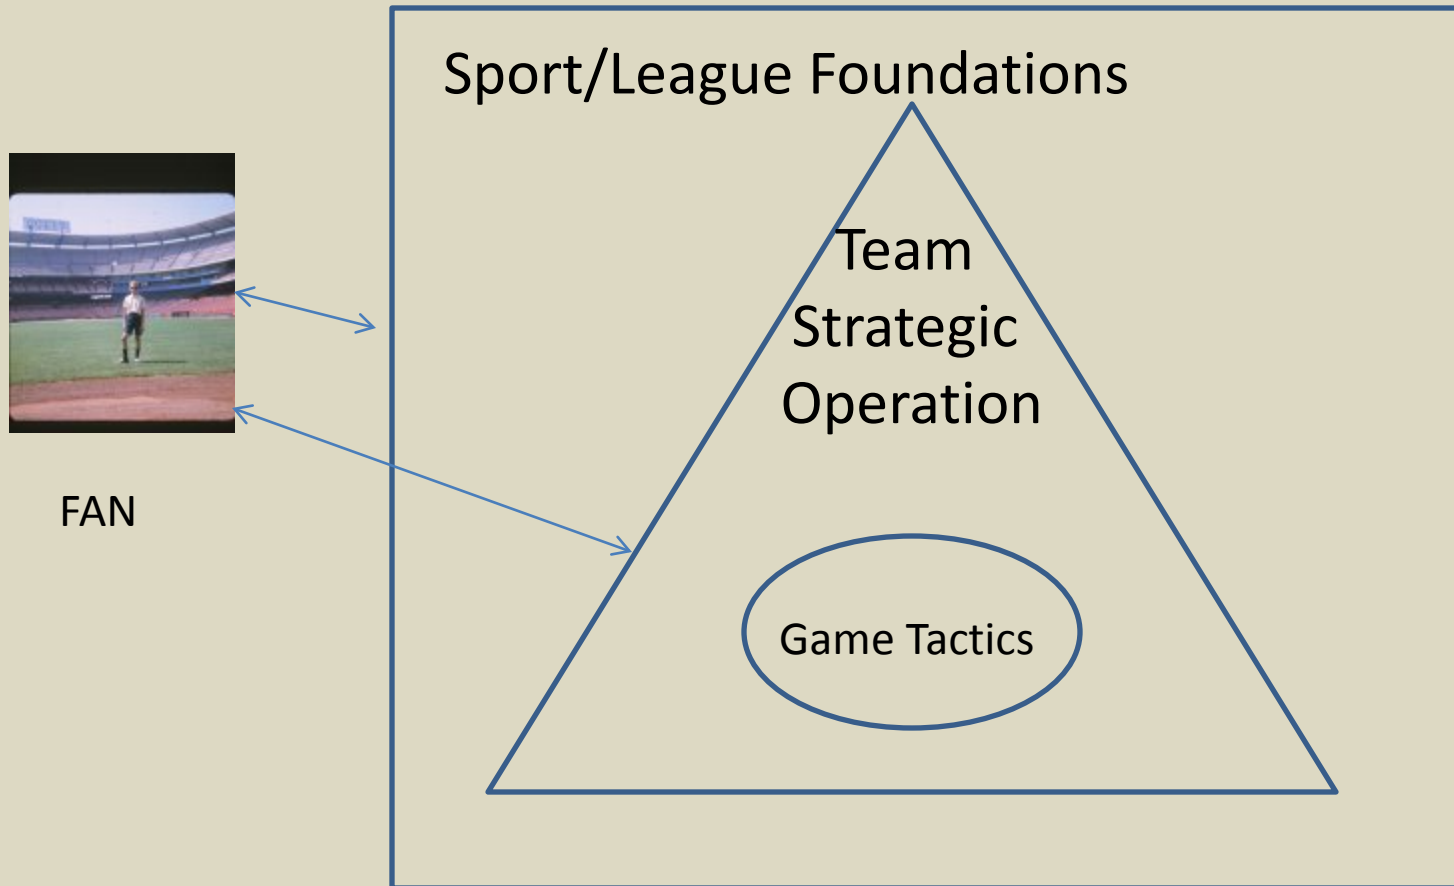 Sport/League Foundations
Team
Strategic
Operation
FAN
Game Tactics